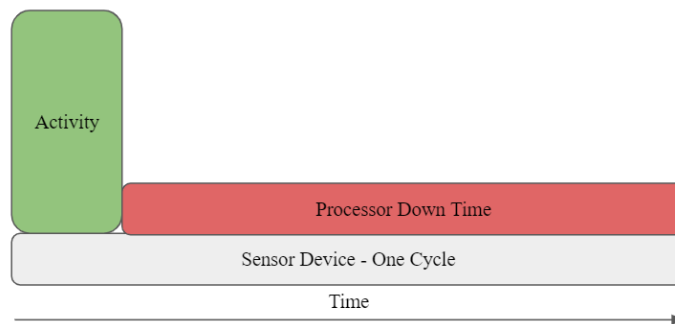 Activity
Processor Down Time
Sensor Device - One Cycle
Time